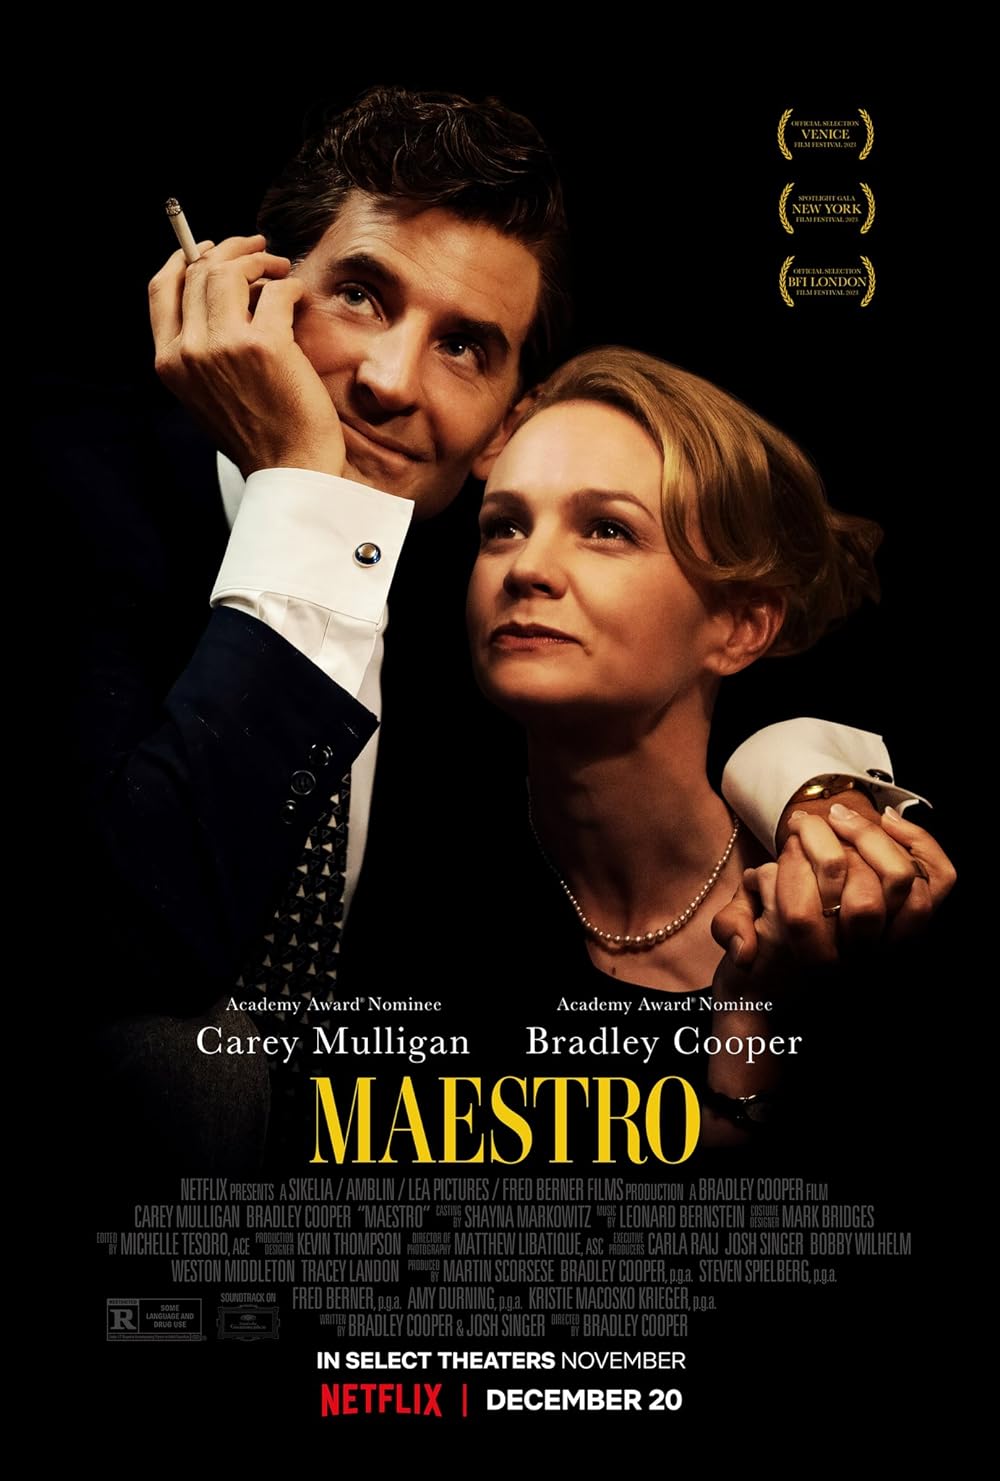 OFFICIAL SELECTION
VENICE
FILM FESTIVAL 2023
SPOTLIGHT GALA
NEW YORK
FILM FESTIVAL 2023
OFFICIAL SELECTION
BFI LONDON
FILM FESTIVAL 2023
Academy Award® Nominee Academy Award® Nominee
Carey Mulligan Bradley Cooper
MAESTRO
NETFLIX PRESENTS A SIKELIA / AMBLIN / LEA PICTURES / FRED BERNER FILMS PRODUCTION A BRADLEY COOPER FILM
CAREY MULLIGAN BRADLEY COOPER "MAESTRO" CASTING BY SHAYNA MARKOWITZ MUSIC BY LEONARD BERNSTEIN COSTUME DESIGNER MARK BRIDGES
EDITED BY MICHELLE TESORO, ACE PRODUCTION DESIGNER KEVIN THOMPSON DIRECTOR OF PHOTOGRAPHY MATTHEW LIBATIQUE, ASC EXECUTIVE PRODUCERS CARLA RAIJ JOSH SINGER BOBBY WILHELM
WESTON MIDDLETON TRACEY LANDON PRODUCED BY MARTIN SCORSESE BRADLEY COOPER, p.g.a. STEVEN SPIELBERG, p.g.a.
FRED BERNER, p.g.a. AMY DURNING, p.g.a. KRISTIE MACOSKO KRIEGER, p.g.a.
WRITTEN BY BRADLEY COOPER & JOSH SINGER DIRECTED BY BRADLEY COOPER
RESTRICTED
R
SOME LANGUAGE AND DRUG USE
SOUNDTRACK ON
IN SELECT THEATERS NOVEMBER
NETFLIX | DECEMBER 20